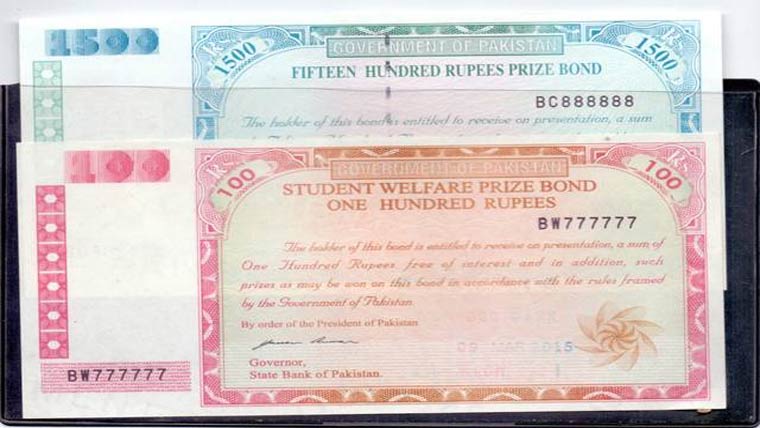 1500
1500
GOVERNMENT OF PAKISTAN
1500
FIFTEEN HUNDRED RUPEES PRIZE BOND
BC888888
The holder of this bond is entitled to receive on presentation, a sum
100
GOVERNMENT OF PAKISTAN
100
STUDENT WELFARE PRIZE BOND
ONE HUNDRED RUPEES
BW777777
The holder of this bond is entitled to receive on presentation, a sum of
One Hundred Rupees free of interest and in addition, such
prizes as may be won on this bond in accordance with the rules framed
by the Government of Pakistan
By order of the President of Pakistan
2015
Governor,
State Bank of Pakistan.
BW777777
100
100